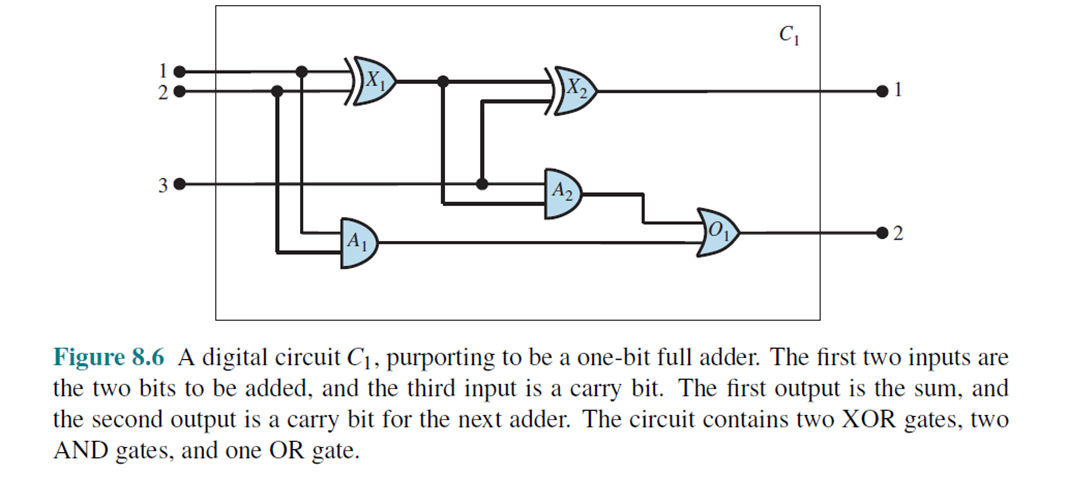 C1
1
2
X1
X2
1
3
A2
A1
O1
2
Figure 8.6 A digital circuit C1, purporting to be a one-bit full adder. The first two inputs are
the two bits to be added, and the third input is a carry bit. The first output is the sum, and
the second output is a carry bit for the next adder. The circuit contains two XOR gates, two
AND gates, and one OR gate.